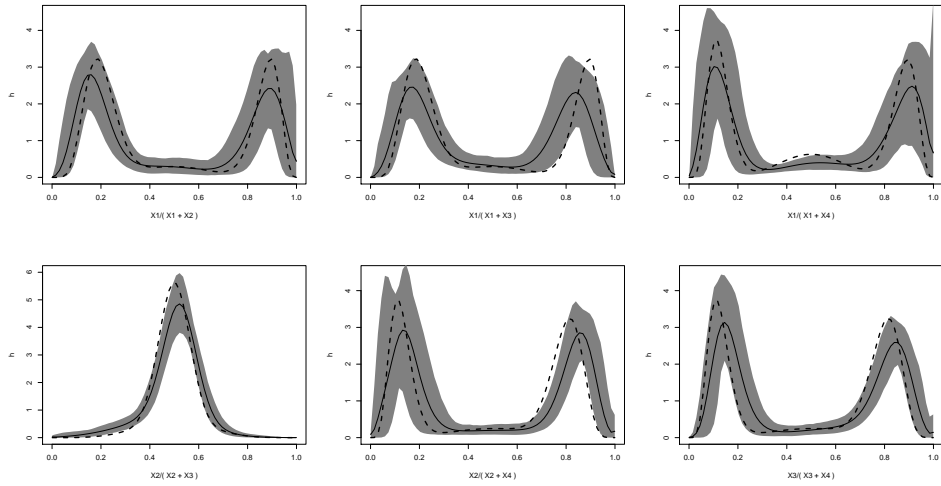 h
0 1 2 3 4
0.0 0.2 0.4 0.6 0.8 1.0
X1/( X1 + X2 )
h
0 1 2 3 4
0.0 0.2 0.4 0.6 0.8 1.0
X1/( X1 + X3 )
h
0 1 2 3 4
0.0 0.2 0.4 0.6 0.8 1.0
X1/( X1 + X4 )
h
0 1 2 3 4 5 6
0.0 0.2 0.4 0.6 0.8 1.0
X2/( X2 + X3 )
h
0 1 2 3 4
0.0 0.2 0.4 0.6 0.8 1.0
X2/( X2 + X4 )
h
0 1 2 3 4
0.0 0.2 0.4 0.6 0.8 1.0
X3/( X3 + X4 )